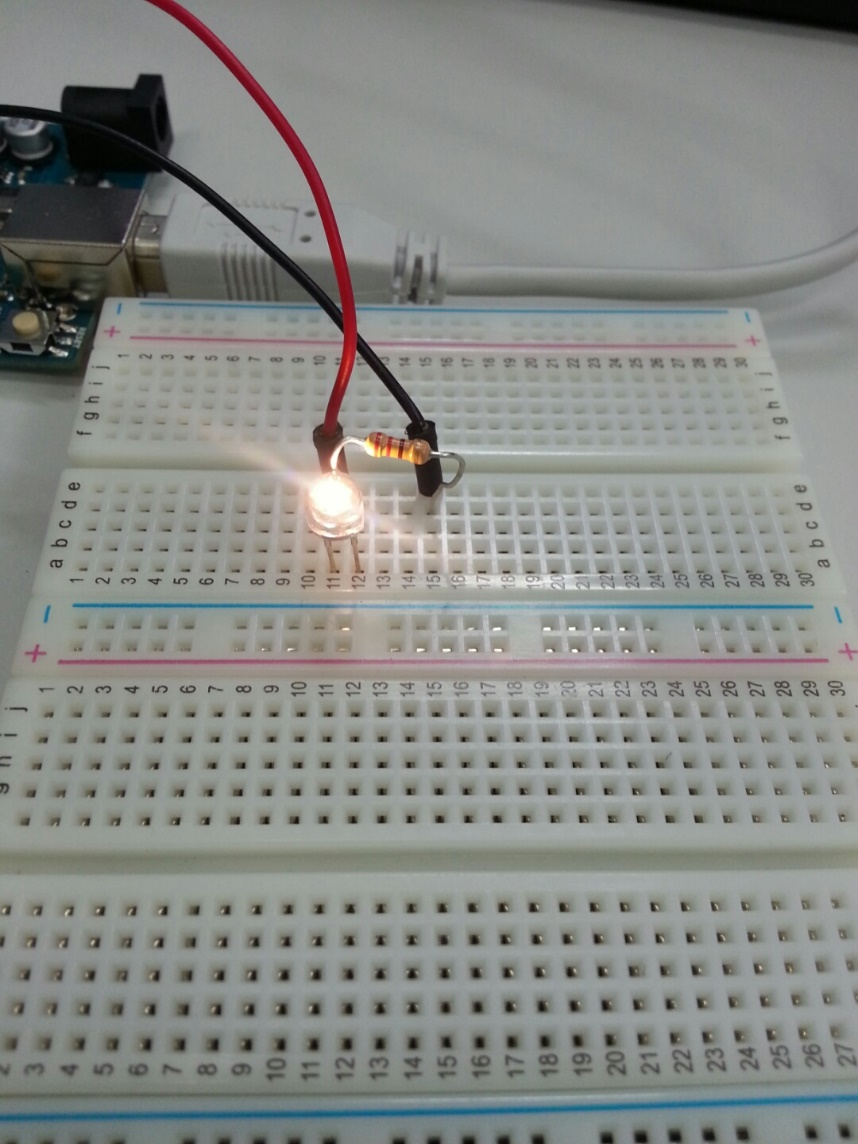 − −
+ +
1 2 3 4 5 6 7 8 9 10 11 13 14 15 16 17 18 19 20 21 22 23 24 25 26 27 28 29 30
j j
i i
h h
g g
f f
e e
d d
c c
b b
a a
1 2 3 4 5 6 7 8 9 10 11 12 13 14 15 16 17 18 19 20 21 22 23 24 25 26 27 28 29 30
− −
+ +
1 2 3 4 5 6 7 8 9 10 11 12 13 14 15 16 17 18 19 20 21 22 23 24 25 26 27 28 29 30
j
i
h
g
2 3 4 5 6 7 8 9 10 11 12 13 14 15 16 17 18 19 20 21 22 23 24 25 26 27